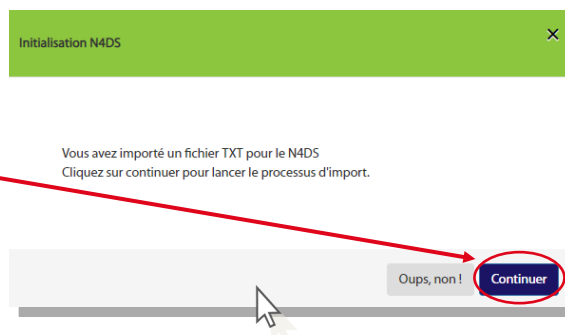 Initialisation N4DS
Vous avez importé un fichier TXT pour le N4DS
Cliquez sur continuer pour lancer le processus d'import.
Oups, non !
Continuer